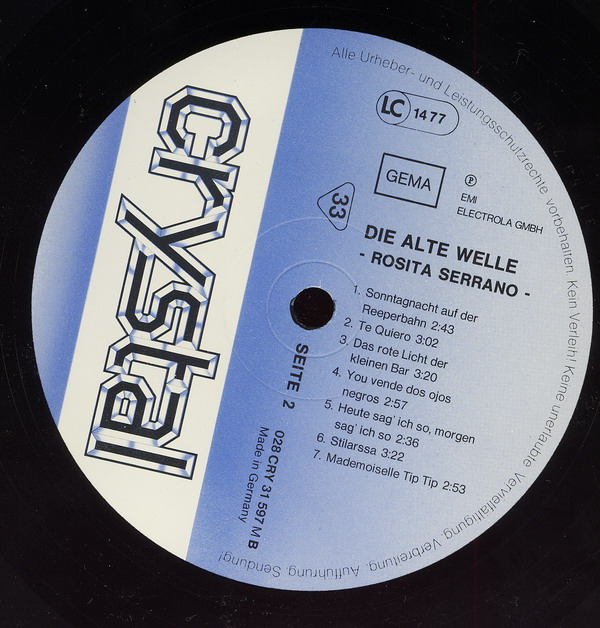 crystal
Alle Urheber- und Leistungsschutzrechte vorbehalten. Kein Verleih! Keine unerlaubte Vervielfältigung, Verbreitung, Aufführung, Sendung!
LC 1477
GEMA
℗
EMI
ELECTROLA GMBH
33
DIE ALTE WELLE
- ROSITA SERRANO -
1. Sonntagnacht auf der
Reeperbahn 2:43
2. Te Quiero 3:02
3. Das rote Licht der
kleinen Bar 3:20
4. You vende dos ojos
negros 2:57
5. Heute sag' ich so, morgen
sag' ich so 2:36
6. Stilarssa 3:22
7. Mademoiselle Tip Tip 2:53
SEITE 2
028 CRY 31 597 M B
Made in Germany